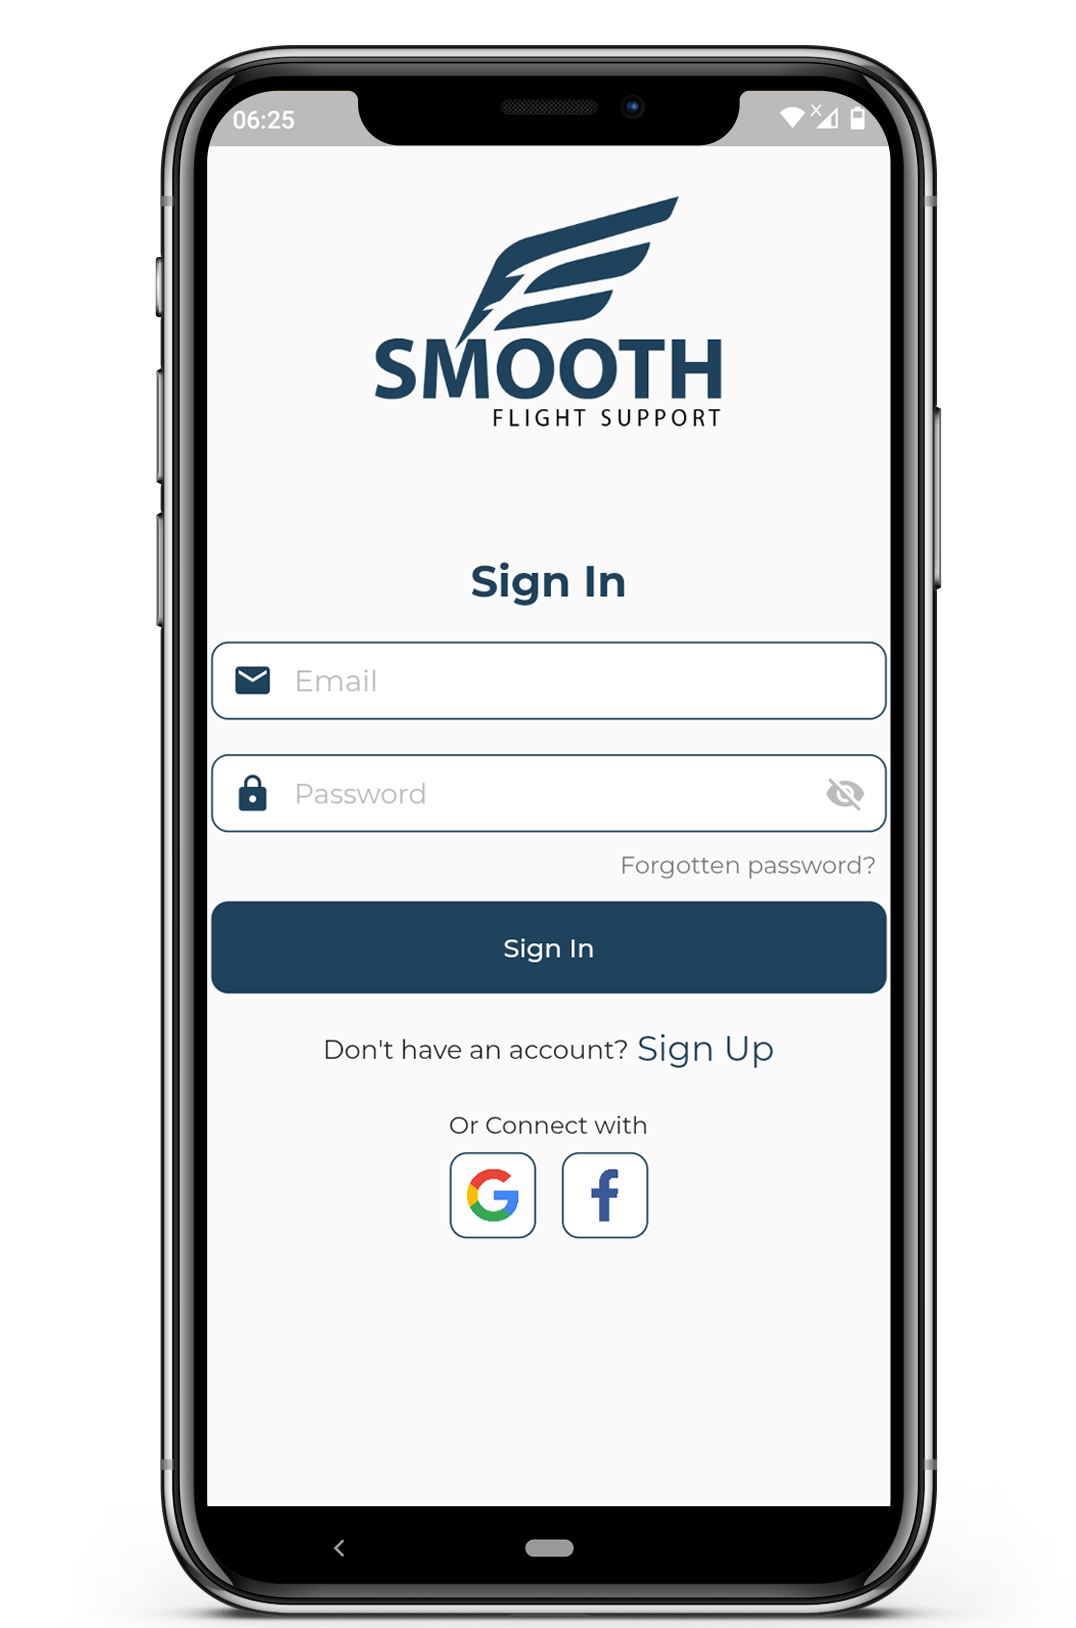 06:25
SMOOTH
FLIGHT SUPPORT
Sign In
Email
Password
Forgotten password?
Sign In
Don't have an account? Sign Up
Or Connect with